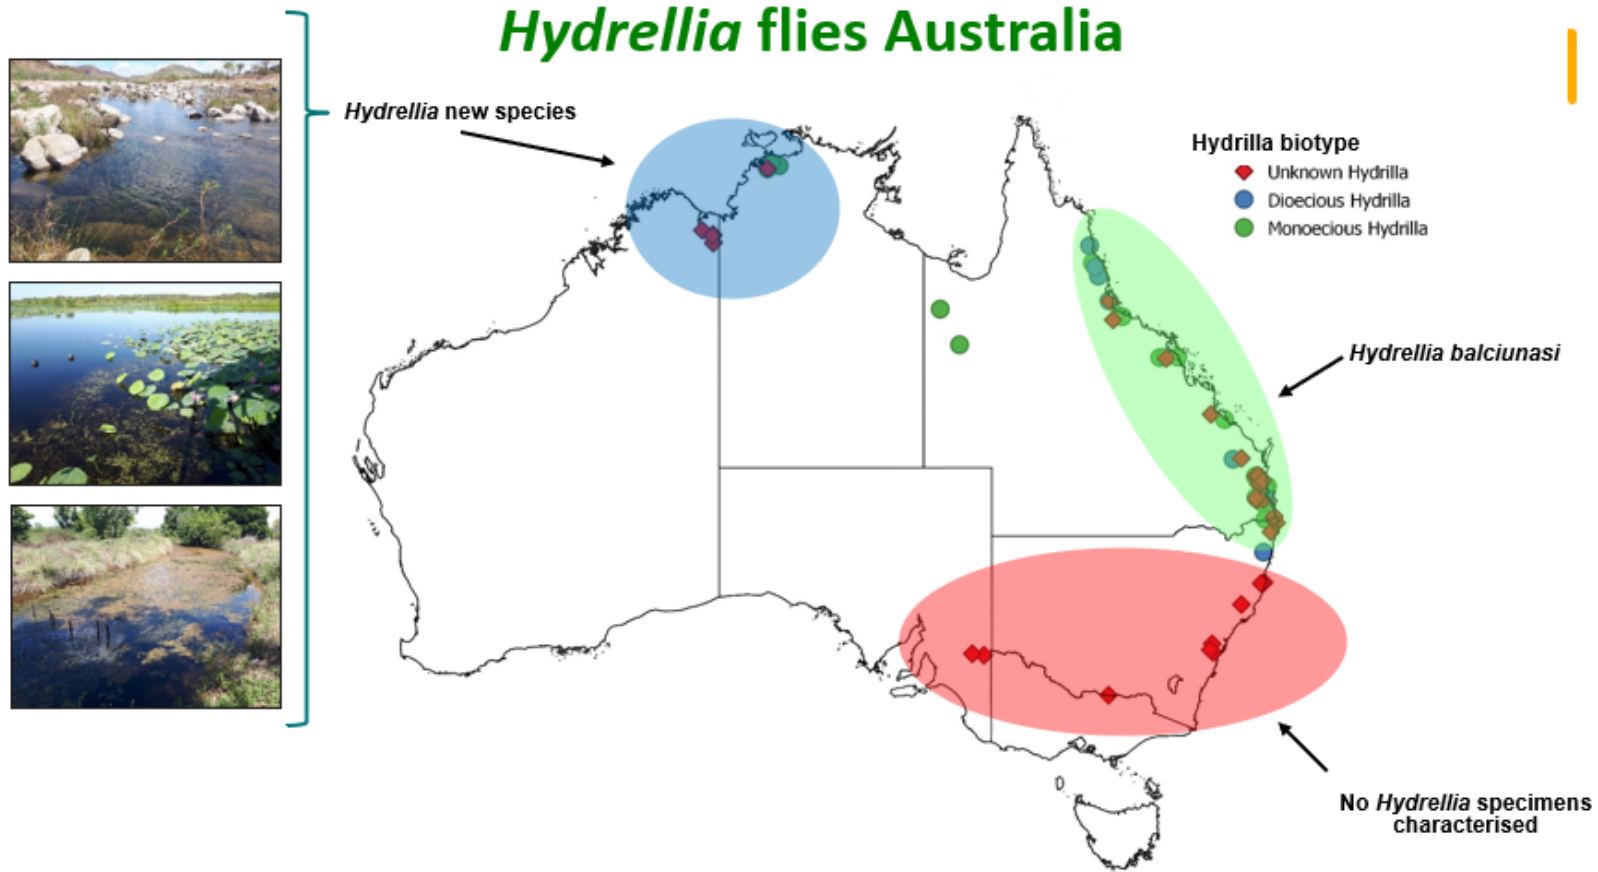 Hydrellia flies Australia
Hydrellia new species
Hydrilla biotype
Unknown Hydrilla
Dioecious Hydrilla
Monoecious Hydrilla
Hydrellia balciunasi
No Hydrellia specimens
characterised